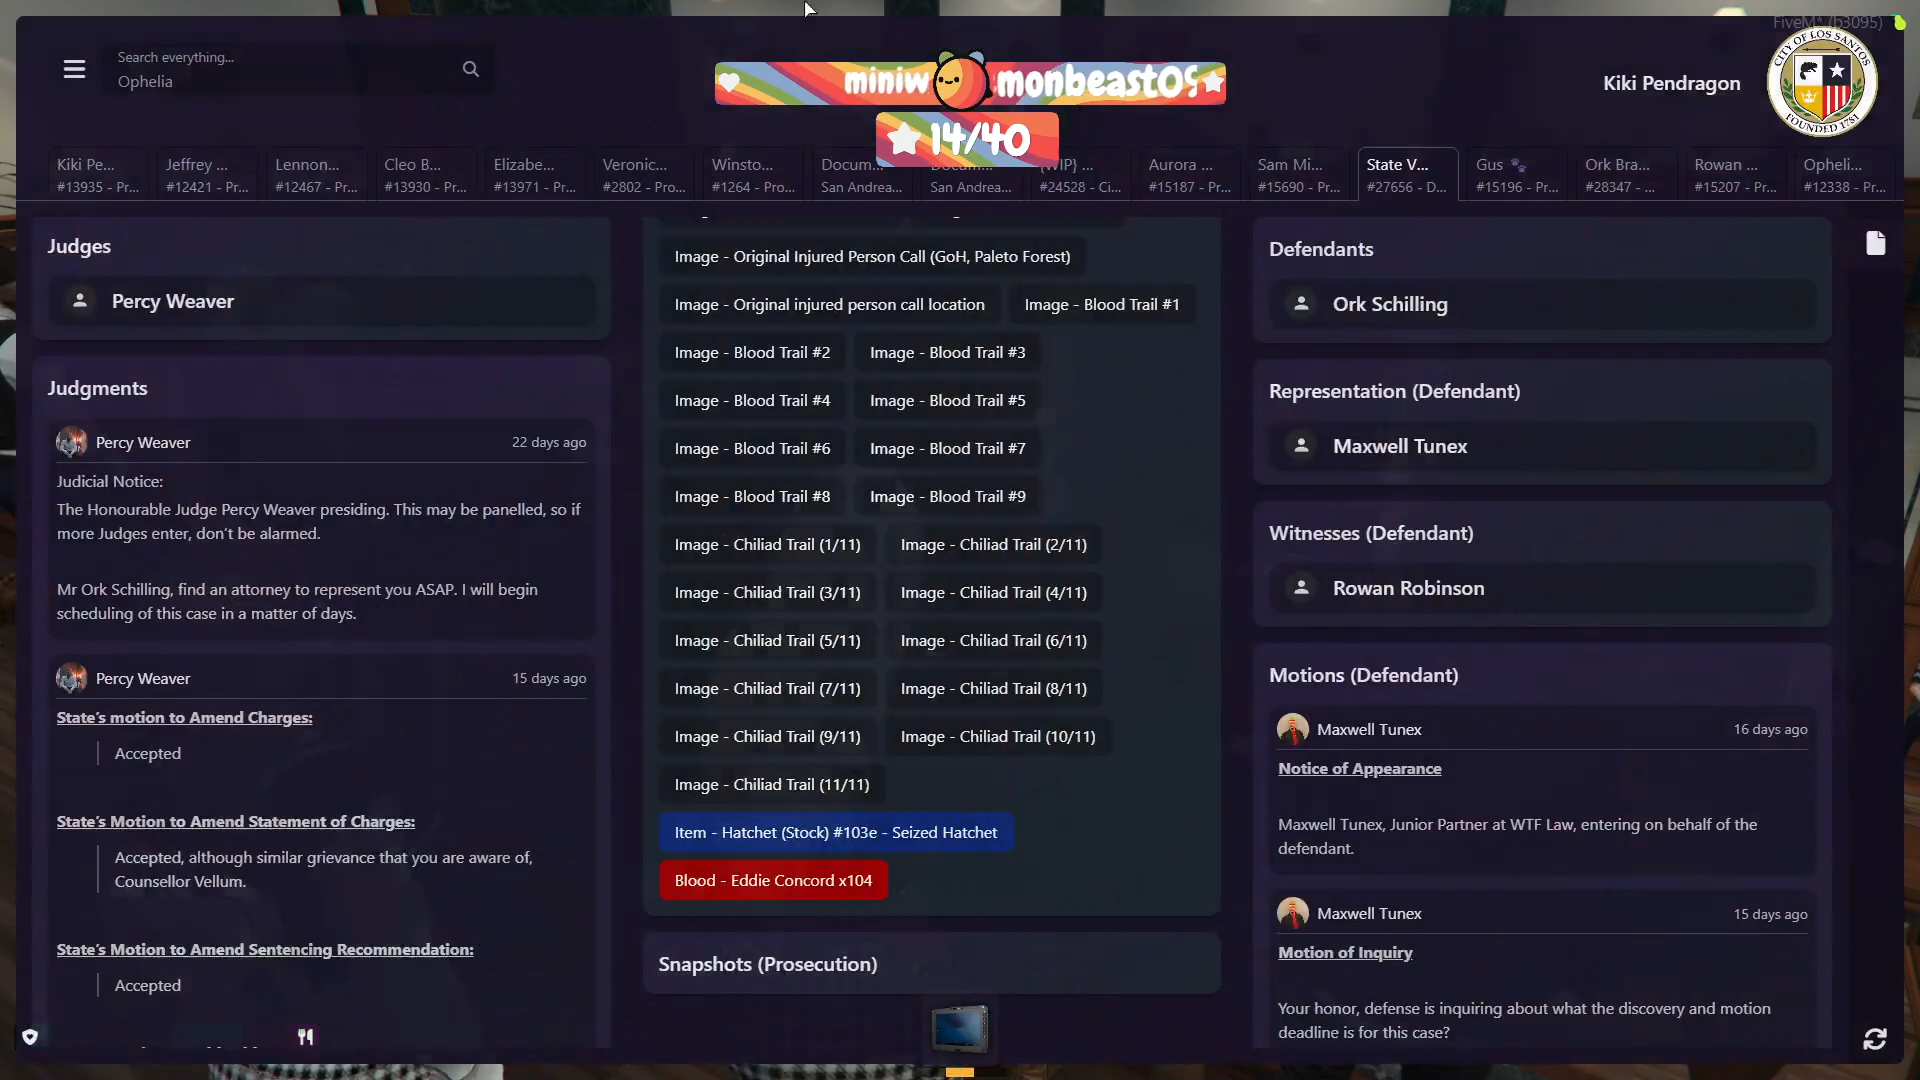 FiveM* (b3095)
Search everything...
Ophelia
miniw monbeastOS
14/40
Kiki Pendragon
CITY OF LOS SANTOS
FOUNDED 1781
Kiki Pe...
#13935 - Pr...
Jeffrey ...
#12421 - Pr...
Lennon...
#12467 - Pr...
Cleo B...
#13930 - Pr...
Elizabe...
#13971 - Pr...
Veronic...
#2802 - Pro...
Winsto...
#1264 - Pro...
Docum...
San Andrea...
San Andrea...
#24528 - Ci...
Aurora ...
#15187 - Pr...
Sam Mi...
#15690 - Pr...
State V...
#27656 - D...
Gus 🐾
#15196 - Pr...
Ork Bra...
#28347 - ...
Rowan ...
#15207 - Pr...
Opheli...
#12338 - Pr...
Judges
Percy Weaver
Judgments
Percy Weaver
22 days ago
Judicial Notice:
The Honourable Judge Percy Weaver presiding. This may be panelled, so if
more Judges enter, don't be alarmed.
Mr Ork Schilling, find an attorney to represent you ASAP. I will begin
scheduling of this case in a matter of days.
Percy Weaver
15 days ago
State's motion to Amend Charges:
Accepted
State's Motion to Amend Statement of Charges:
Accepted, although similar grievance that you are aware of,
Counsellor Vellum.
State's Motion to Amend Sentencing Recommendation:
Accepted
Image - Original Injured Person Call (GoH, Paleto Forest)
Image - Original injured person call location
Image - Blood Trail #1
Image - Blood Trail #2
Image - Blood Trail #3
Image - Blood Trail #4
Image - Blood Trail #5
Image - Blood Trail #6
Image - Blood Trail #7
Image - Blood Trail #8
Image - Blood Trail #9
Image - Chiliad Trail (1/11)
Image - Chiliad Trail (2/11)
Image - Chiliad Trail (3/11)
Image - Chiliad Trail (4/11)
Image - Chiliad Trail (5/11)
Image - Chiliad Trail (6/11)
Image - Chiliad Trail (7/11)
Image - Chiliad Trail (8/11)
Image - Chiliad Trail (9/11)
Image - Chiliad Trail (10/11)
Image - Chiliad Trail (11/11)
Item - Hatchet (Stock) #103e - Seized Hatchet
Blood - Eddie Concord x104
Snapshots (Prosecution)
Defendants
Ork Schilling
Representation (Defendant)
Maxwell Tunex
Witnesses (Defendant)
Rowan Robinson
Motions (Defendant)
Maxwell Tunex
16 days ago
Notice of Appearance
Maxwell Tunex, Junior Partner at WTF Law, entering on behalf of the
defendant.
Maxwell Tunex
15 days ago
Motion of Inquiry
Your honor, defense is inquiring about what the discovery and motion
deadline is for this case?